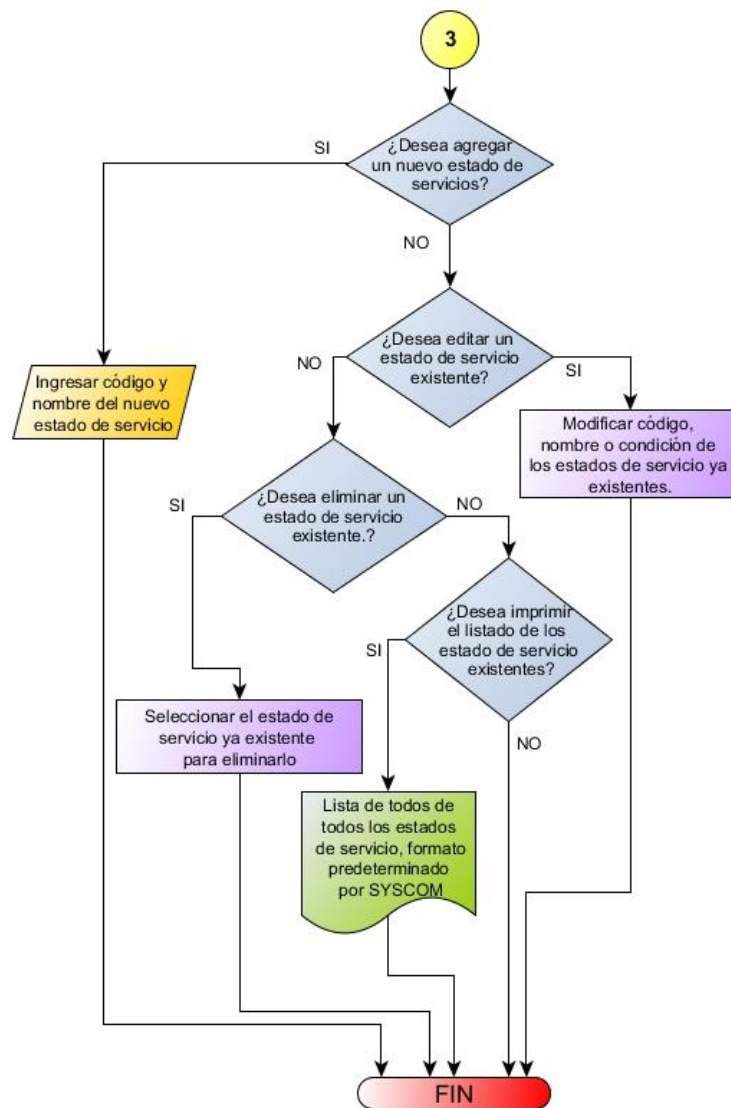 3
¿Desea agregar
un nuevo estado de
servicios?
SI
NO
¿Desea editar un
estado de servicio
existente?
NO
SI
Ingresar código y
nombre del nuevo
estado de servicio
Modificar código,
nombre o condición de
los estados de servicio ya
existentes.
¿Desea eliminar un
estado de servicio
existente.?
SI
NO
¿Desea imprimir
el listado de los
estado de servicio
existentes?
SI
NO
Seleccionar el estado de
servicio ya existente
para eliminarlo
Lista de todos de
todos los estados
de servicio, formato
predeterminado
por SYSCOM
FIN